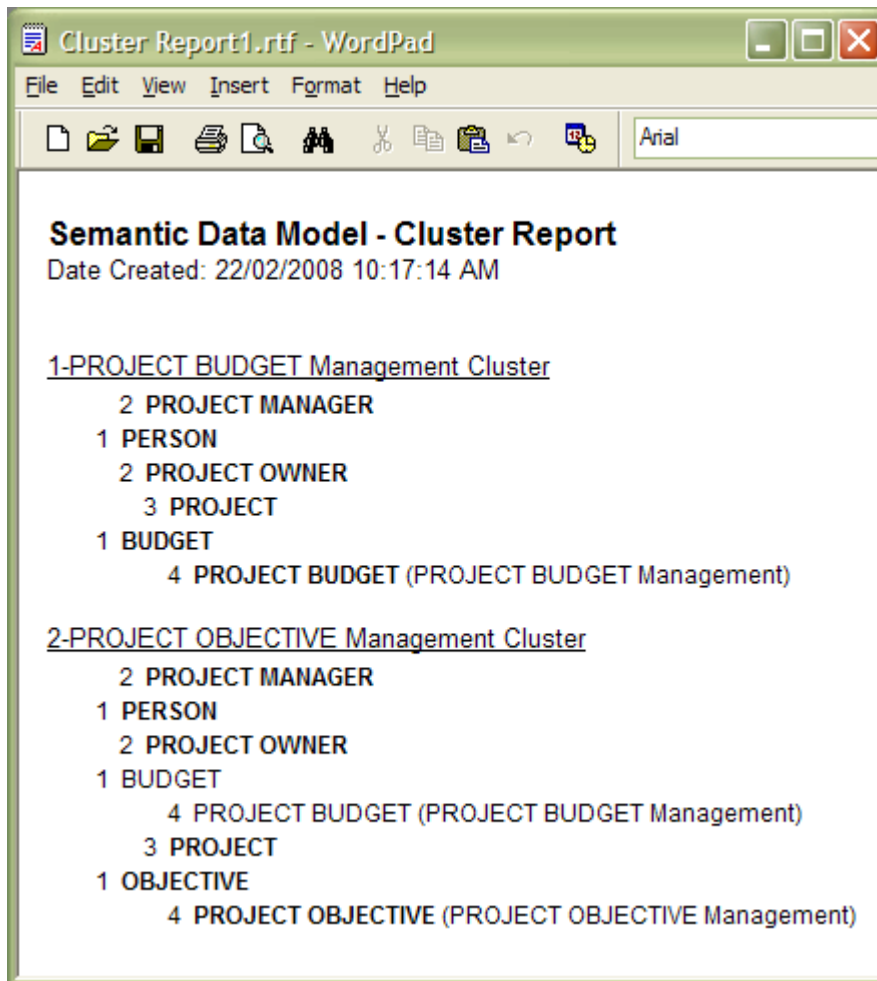 Cluster Report1.rtf - WordPad
File Edit View Insert Format Help
Arial
Semantic Data Model - Cluster Report
Date Created: 22/02/2008 10:17:14 AM
1-PROJECT BUDGET Management Cluster
2 PROJECT MANAGER
1 PERSON
2 PROJECT OWNER
3 PROJECT
1 BUDGET
4 PROJECT BUDGET (PROJECT BUDGET Management)
2-PROJECT OBJECTIVE Management Cluster
2 PROJECT MANAGER
1 PERSON
2 PROJECT OWNER
1 BUDGET
4 PROJECT BUDGET (PROJECT BUDGET Management)
3 PROJECT
1 OBJECTIVE
4 PROJECT OBJECTIVE (PROJECT OBJECTIVE Management)